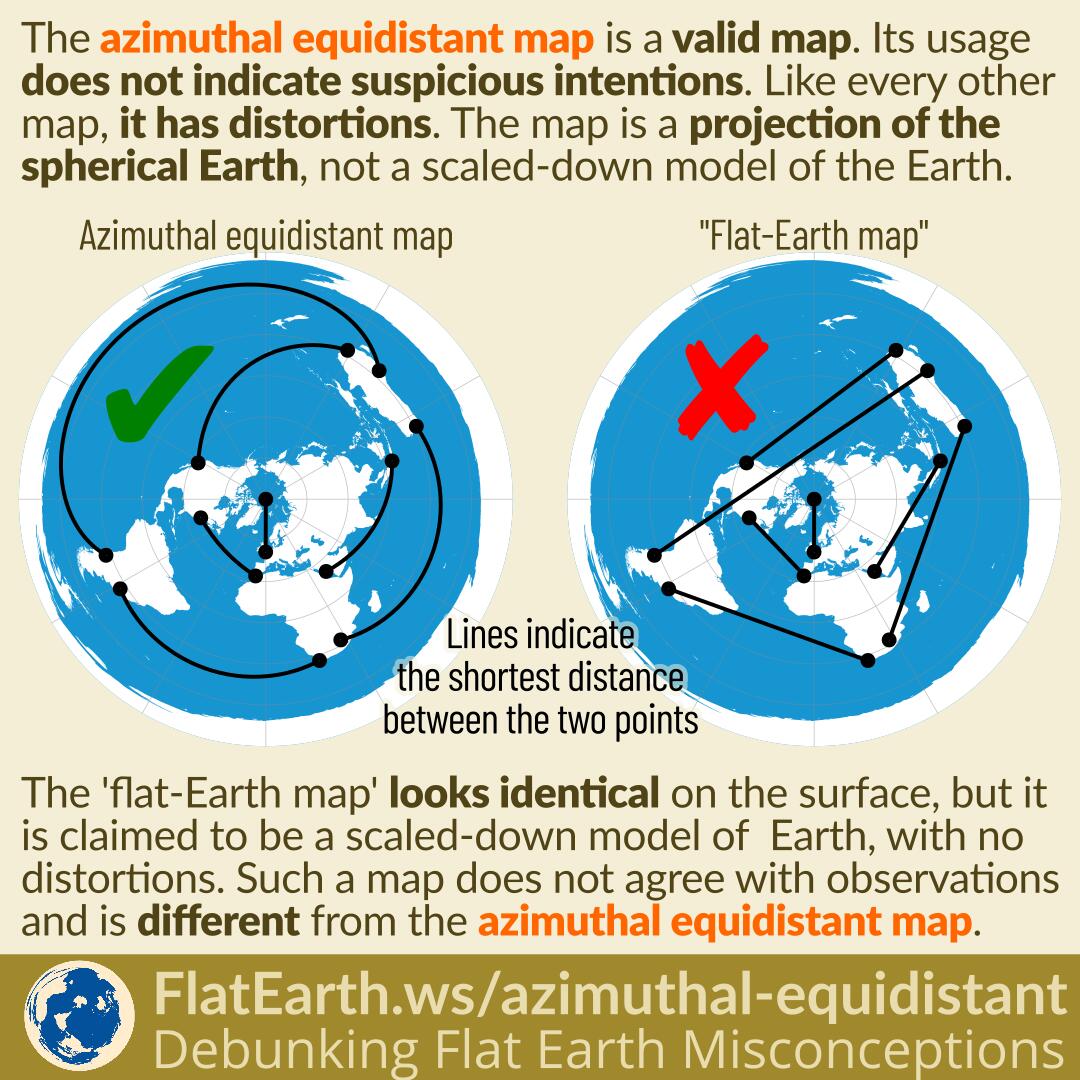 The azimuthal equidistant map is a valid map. Its usage
does not indicate suspicious intentions. Like every other
map, it has distortions. The map is a projection of the
spherical Earth, not a scaled-down model of the Earth.
Azimuthal equidistant map
"Flat-Earth map"
Lines indicate
the shortest distance
between the two points
The 'flat-Earth map' looks identical on the surface, but it
is claimed to be a scaled-down model of  Earth, with no
distortions. Such a map does not agree with observations
and is different from the azimuthal equidistant map.
FlatEarth.ws/azimuthal-equidistant
Debunking Flat Earth Misconceptions